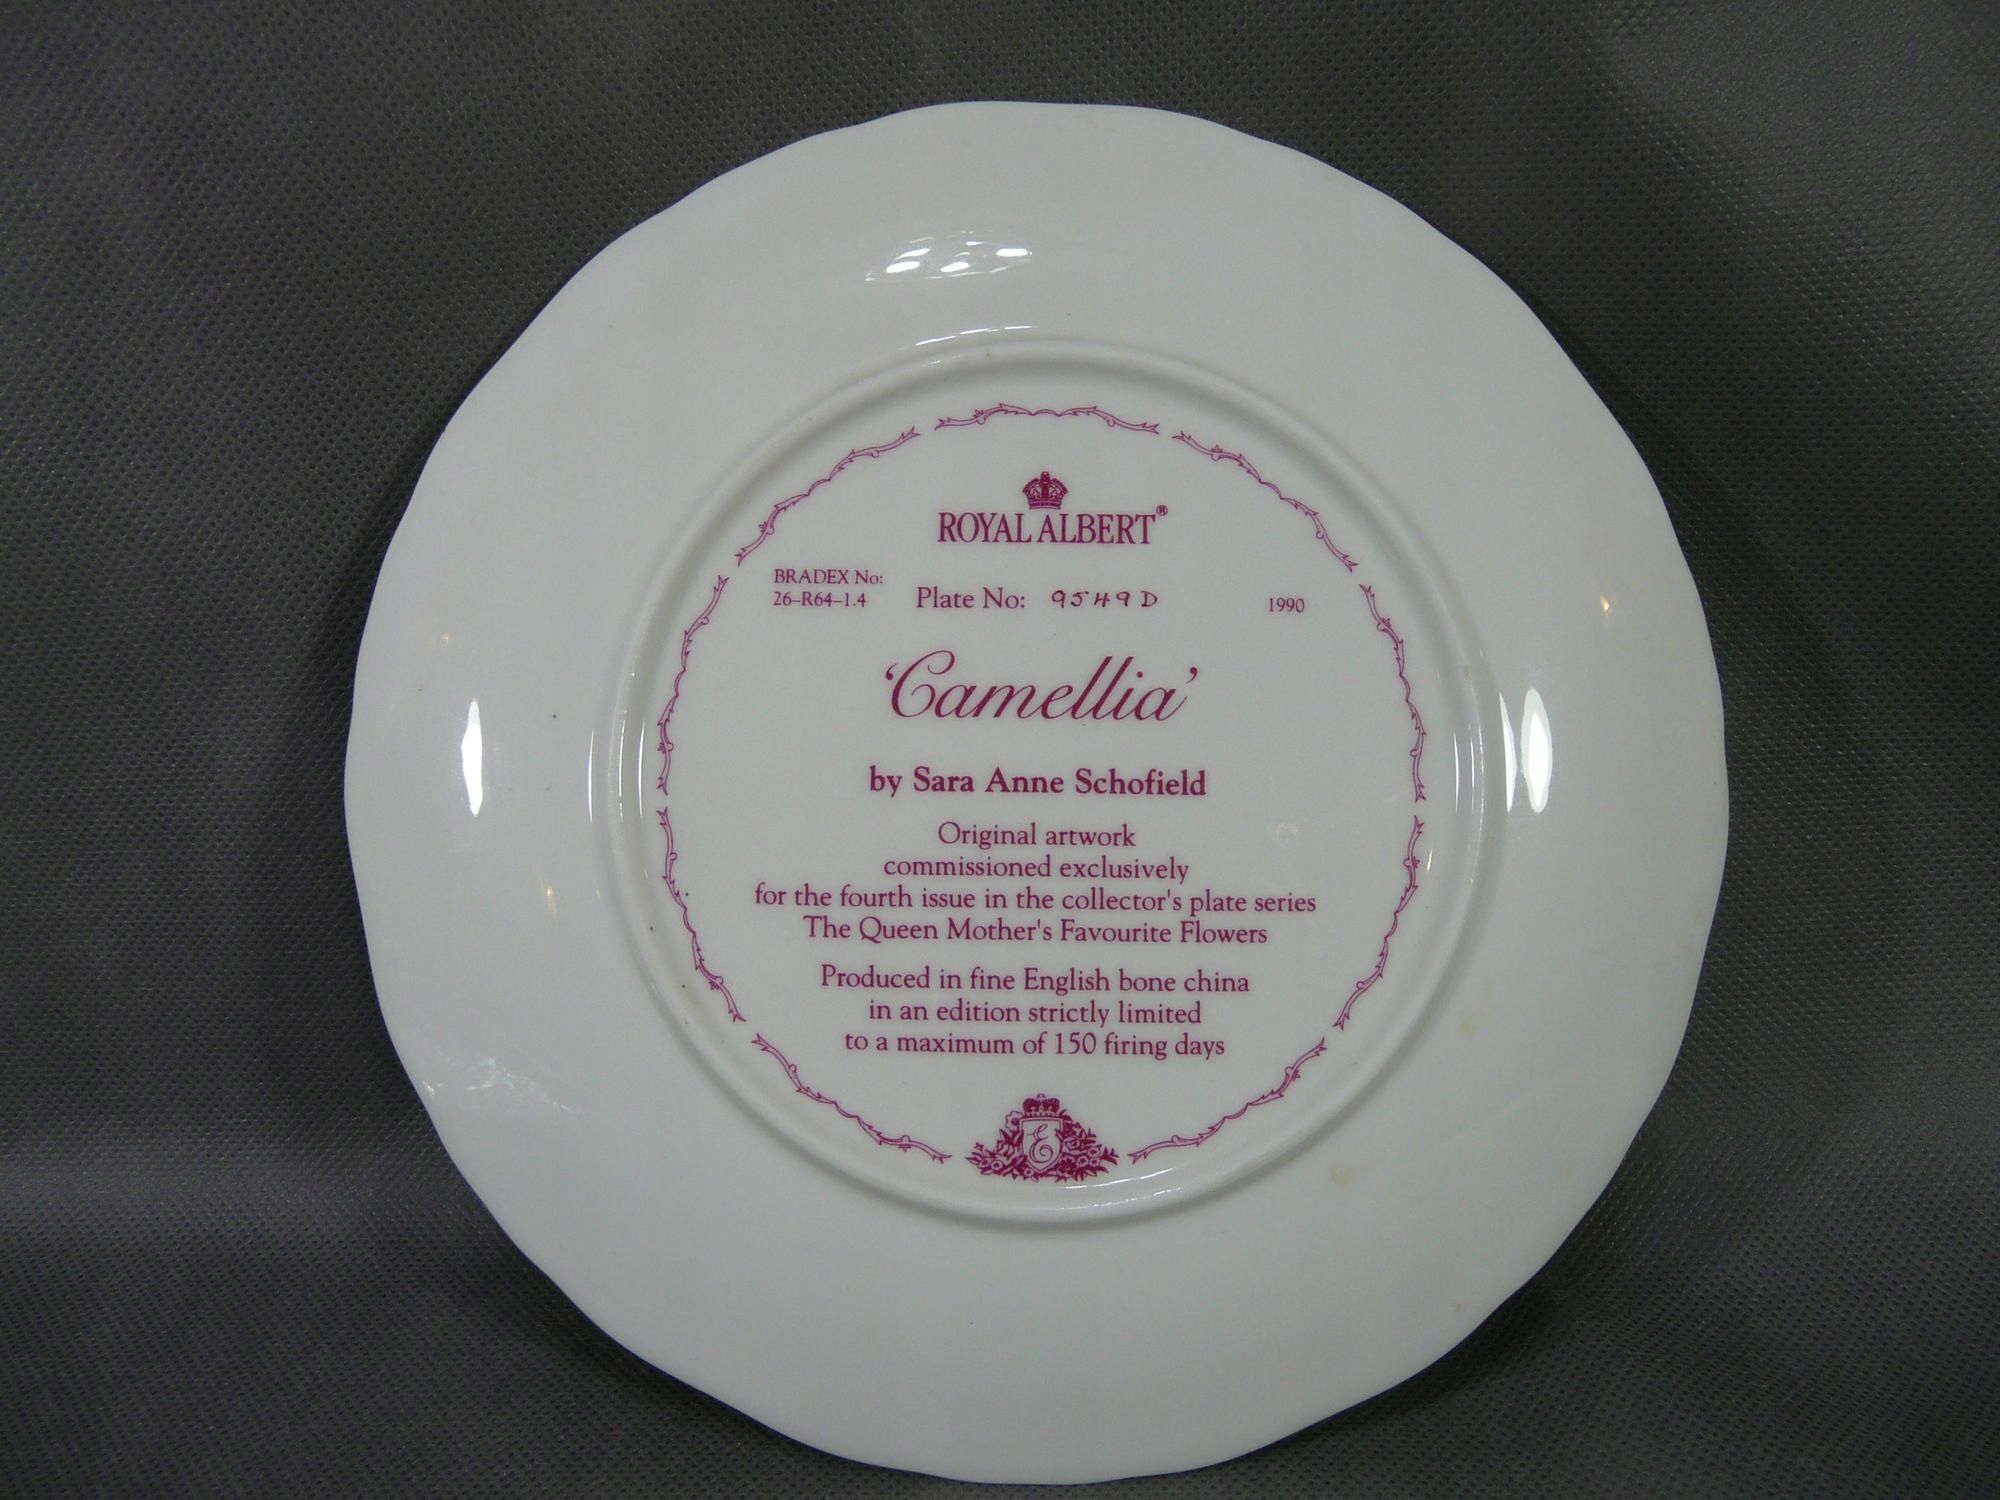 ROYAL ALBERT®
BRADEX No:
26–R64–1.4
Plate No: 9549D
1990
‘Camellia’
by Sara Anne Schofield
Original artwork
commissioned exclusively
for the fourth issue in the collector's plate series
The Queen Mother's Favourite Flowers
Produced in fine English bone china
in an edition strictly limited
to a maximum of 150 firing days
E